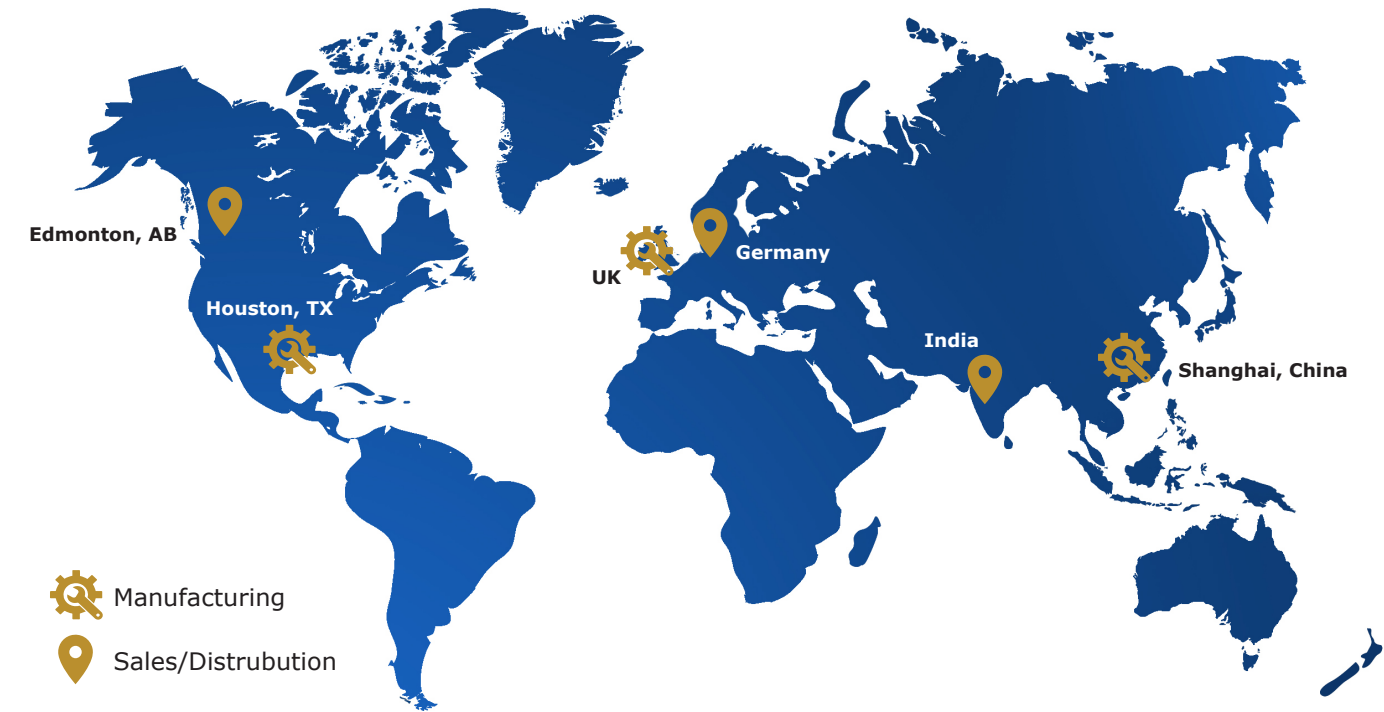 Edmonton, AB
Houston, TX
UK
Germany
India
Shanghai, China
Manufacturing
Sales/Distrubution